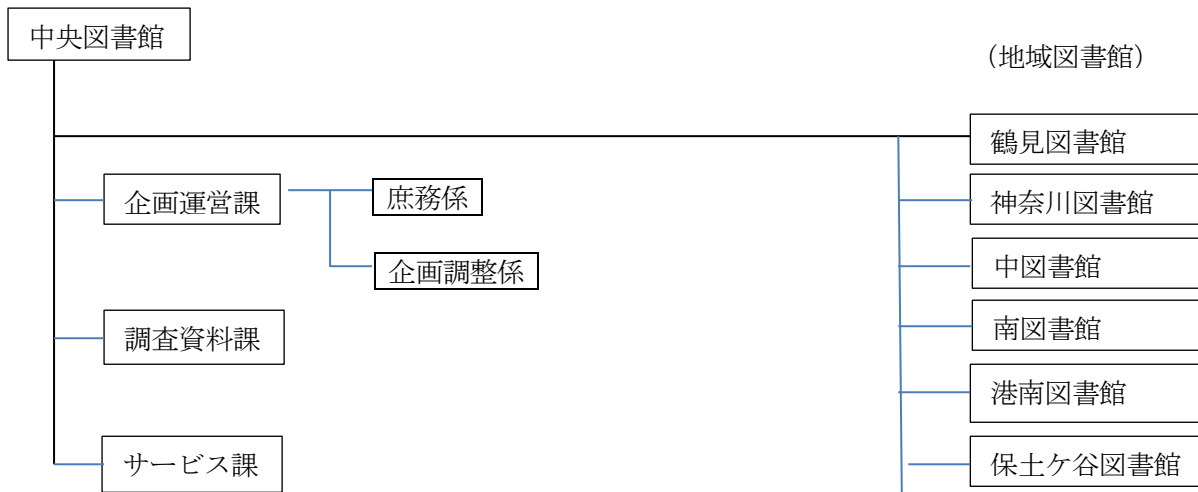 中央図書館
（地域図書館）
鶴見図書館
企画運営課
庶務係
神奈川図書館
企画調整係
中図書館
調査資料課
南図書館
港南図書館
サービス課
保土ケ谷図書館